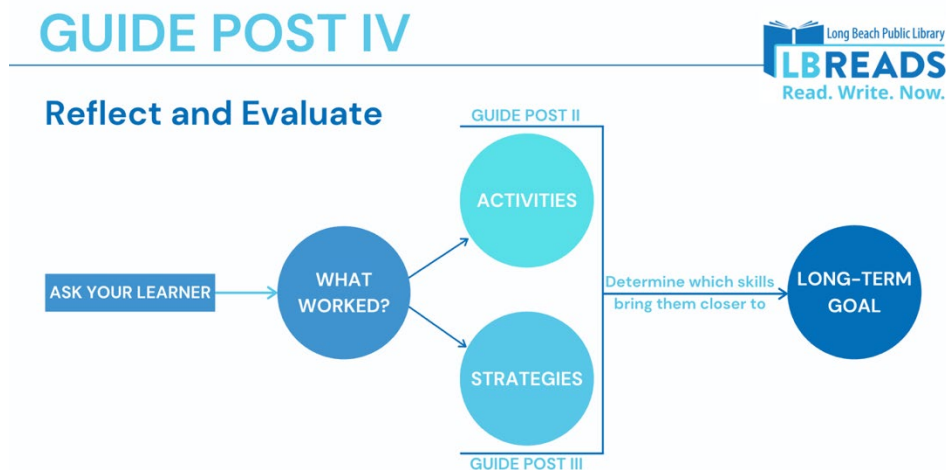 GUIDE POST IV
Long Beach Public Library
LBREADS
Read. Write. Now.
Reflect and Evaluate
GUIDE POST II
ACTIVITIES
ASK YOUR LEARNER
WHAT
WORKED?
Determine which skills
bring them closer to
LONG-TERM
GOAL
STRATEGIES
GUIDE POST III